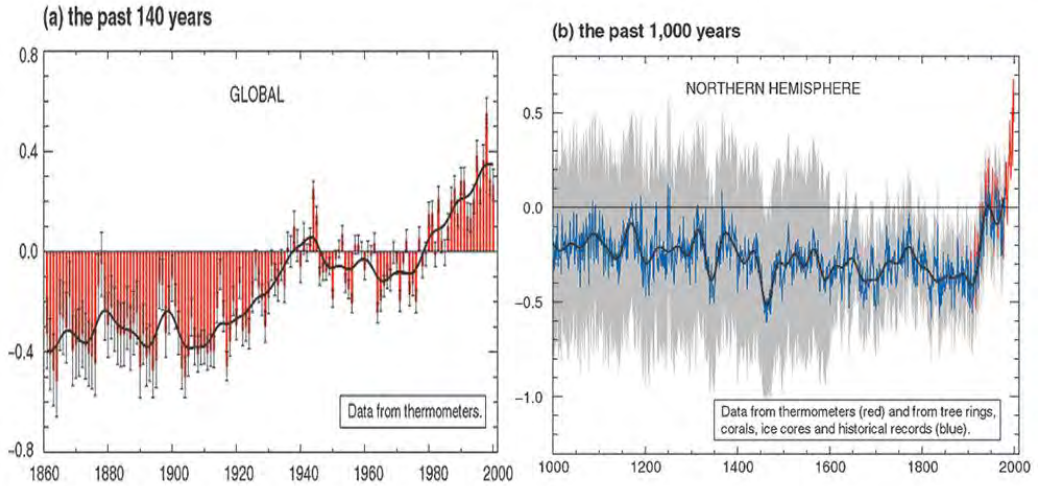 (a) the past 140 years
0.8
GLOBAL
0.4
0.0
−0.4
Data from thermometers.
−0.8
1860 1880 1900 1920 1940 1960 1980 2000
(b) the past 1,000 years
NORTHERN HEMISPHERE
0.5
0.0
−0.5
−1.0
Data from thermometers (red) and from tree rings,
corals, ice cores and historical records (blue).
1000 1200 1400 1600 1800 2000